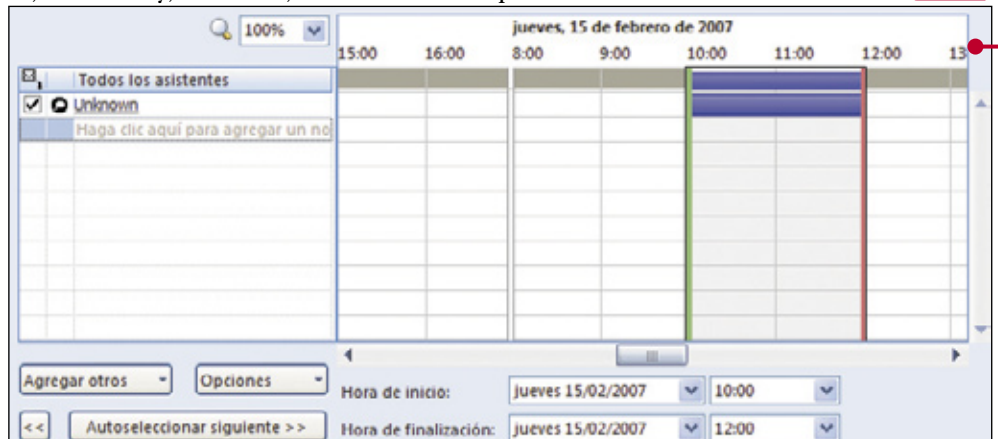 100%
jueves, 15 de febrero de 2007
15:00 16:00 8:00 9:00 10:00 11:00 12:00 13
Todos los asistentes
Unknown
Haga clic aquí para agregar un no
Agregar otros Opciones
Hora de inicio: jueves 15/02/2007 10:00
<< Autoseleccionar siguiente >> Hora de finalización: jueves 15/02/2007 12:00